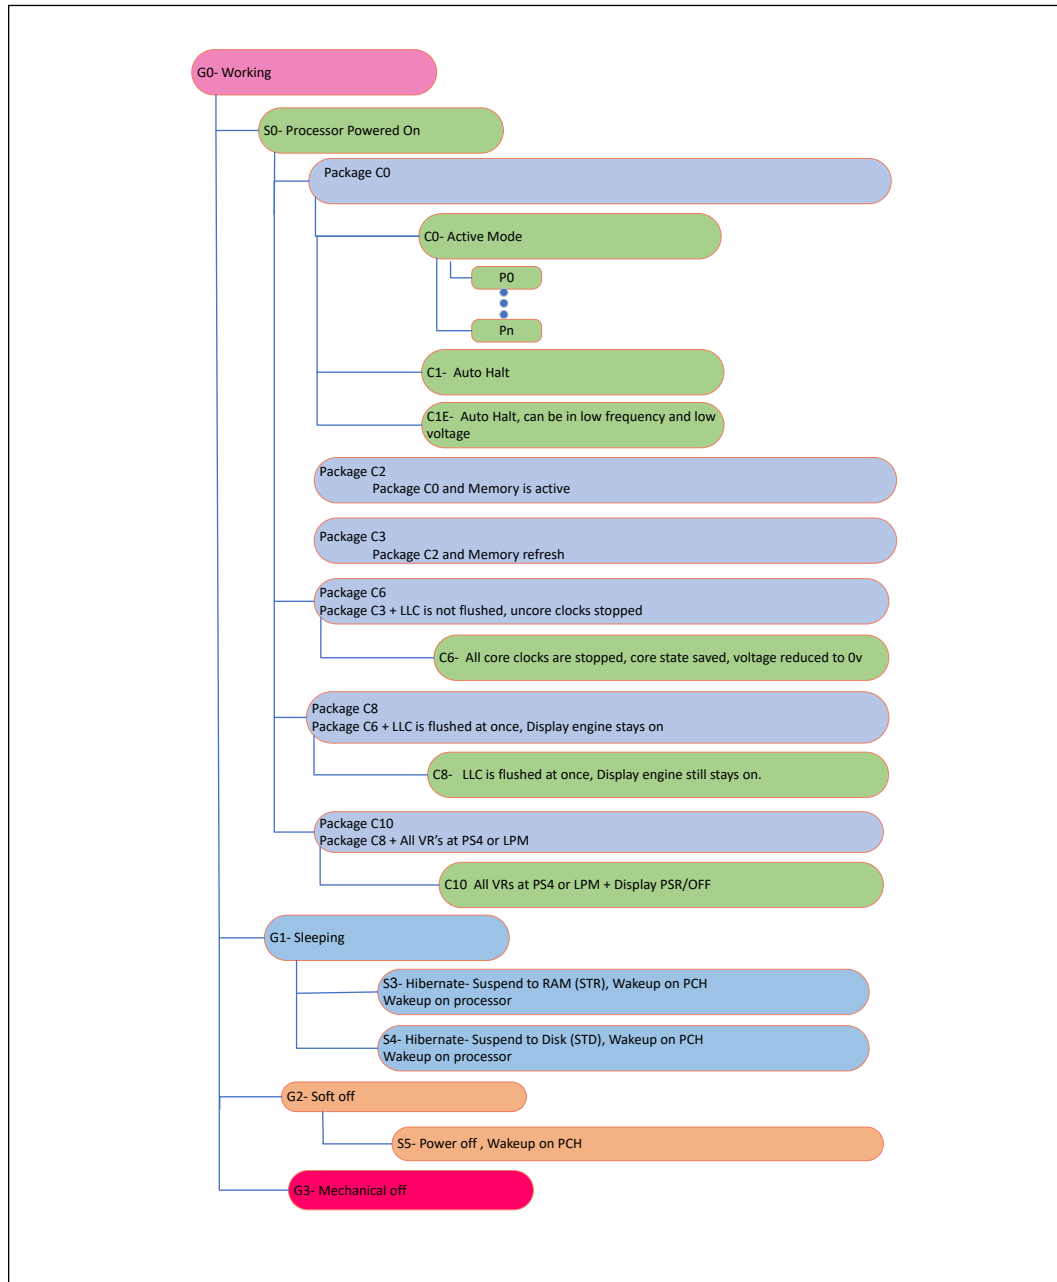 G0- Working
S0- Processor Powered On
Package C0
C0- Active Mode
P0
Pn
C1-  Auto Halt
C1E-  Auto Halt, can be in low frequency and low
voltage
Package C2
Package C0 and Memory is active
Package C3
Package C2 and Memory refresh
Package C6
Package C3 + LLC is not flushed, uncore clocks stopped
C6-  All core clocks are stopped, core state saved, voltage reduced to 0v
Package C8
Package C6 + LLC is flushed at once, Display engine stays on
C8-   LLC is flushed at once, Display engine still stays on.
Package C10
Package C8 + All VR’s at PS4 or LPM
C10  All VRs at PS4 or LPM + Display PSR/OFF
G1- Sleeping
S3- Hibernate- Suspend to RAM (STR), Wakeup on PCH
Wakeup on processor
S4- Hibernate- Suspend to Disk (STD), Wakeup on PCH
Wakeup on processor
G2- Soft off
S5- Power off , Wakeup on PCH
G3- Mechanical off